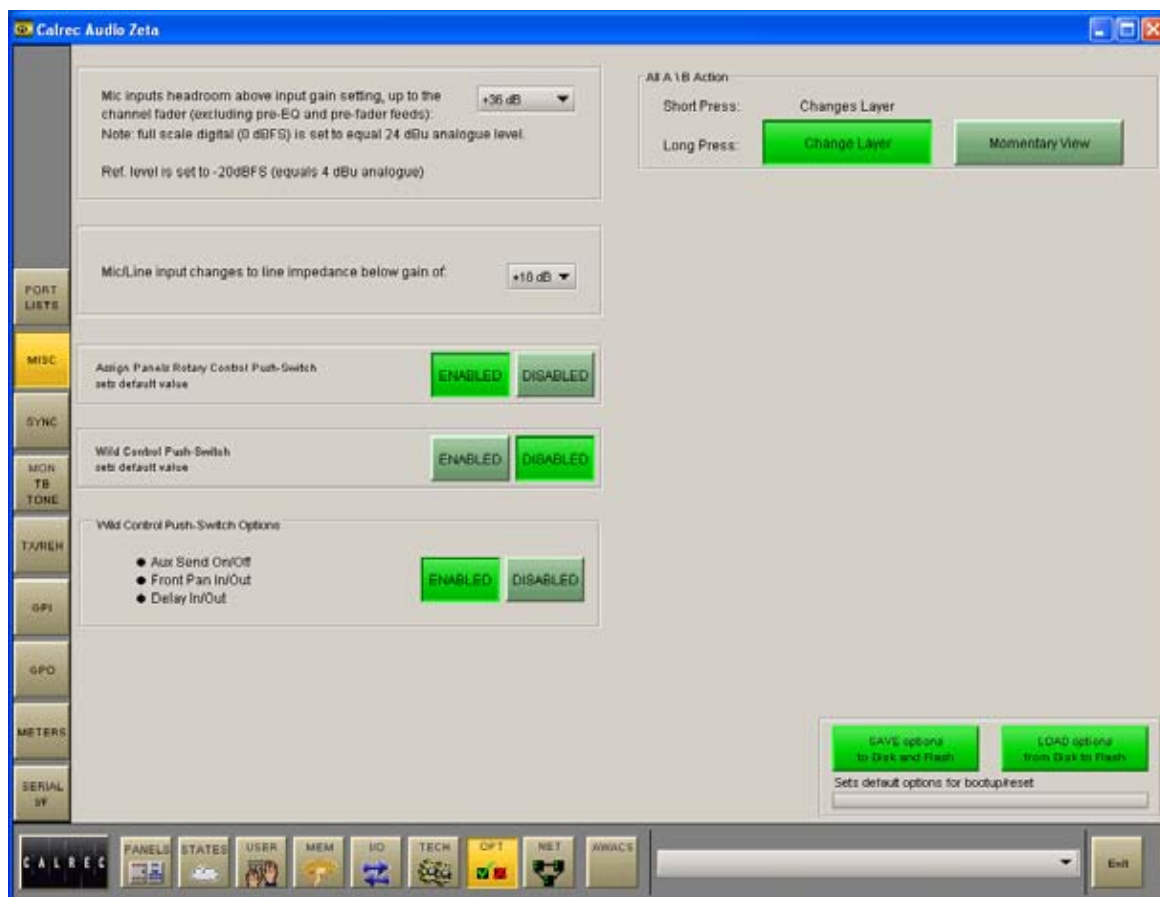 Calrec Audio Zeta
Mic inputs headroom above input gain setting, up to the
channel fader (excluding pre-EQ and pre-fader feeds):
+36 dB
Note: full scale digital (0 dBFS) is set to equal 24 dBu analogue level.
Ref. level is set to -20dBFS (equals 4 dBu analogue)
Mic/Line input changes to line impedance below gain of:
+18 dB
Assign Panels Rotary Control Push-Switch
sets default value
ENABLED DISABLED
Wild Control Push-Switch
sets default value
ENABLED DISABLED
Wild Control Push-Switch Options
● Aux Send On/Off
● Front Pan In/Out
● Delay In/Out
ENABLED DISABLED
All A \ B Action
Short Press: Changes Layer
Long Press: Change Layer Momentary View
SAVE options
to Disk and Flash
LOAD options
from Disk to Flash
Sets default options for bootup/reset
PORT
LISTS
MISC
SYNC
MON
TB
TONE
TX/REH
GPI
GPO
METERS
SERIAL
I/F
CALREC
PANELS
STATES
USER
MEM
I/O
TECH
OPT
NET
AWACS
Exit